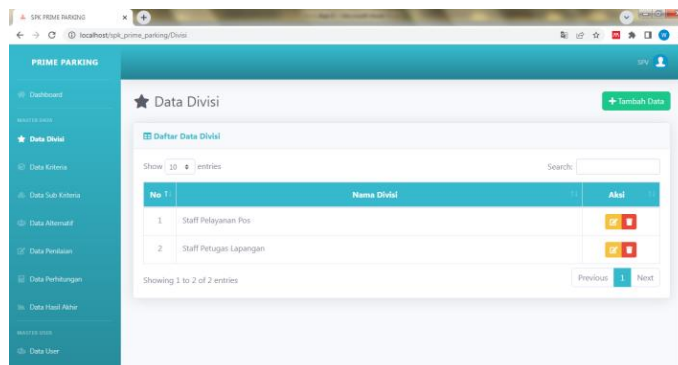 SPK PRIME PARKING
localhost/spk_prime_parking/Divisi
PRIME PARKING
SPV
Dashboard
MASTER DATA
Data Divisi
Data Kriteria
Data Sub Kriteria
Data Alternatif
Data Penilaian
Data Perhitungan
Data Hasil Akhir
MASTER USER
Data User
Data Divisi
+ Tambah Data
Daftar Data Divisi
Show 10 entries
Search:
No Nama Divisi Aksi
1 Staff Pelayanan Pos
2 Staff Petugas Lapangan
Showing 1 to 2 of 2 entries
Previous 1 Next